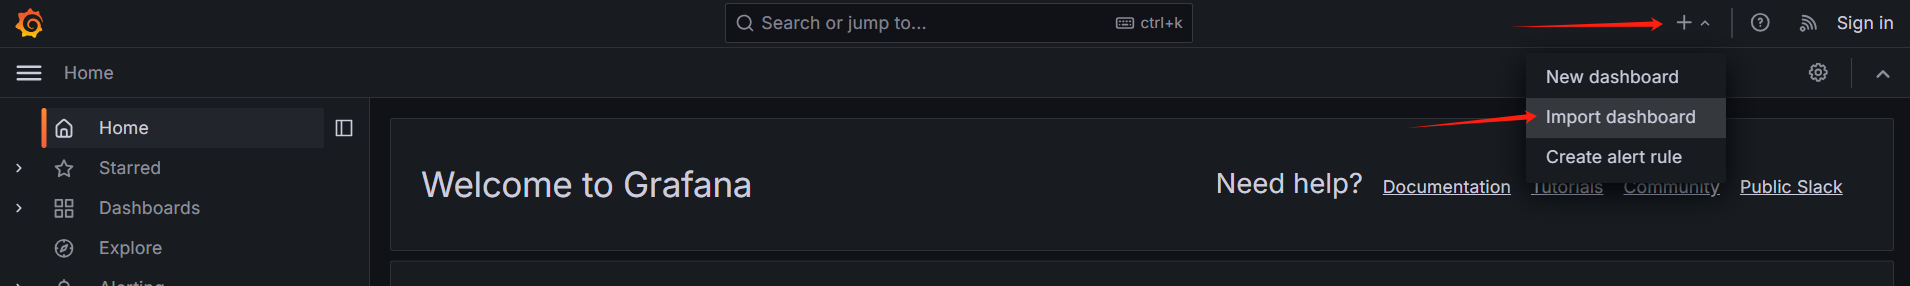 Search or jump to... ctrl+k Sign in
Home
New dashboard
Import dashboard
Create alert rule
Home
Starred
Dashboards
Explore
Alerting
Welcome to Grafana
Need help? Documentation Tutorials Community Public Slack